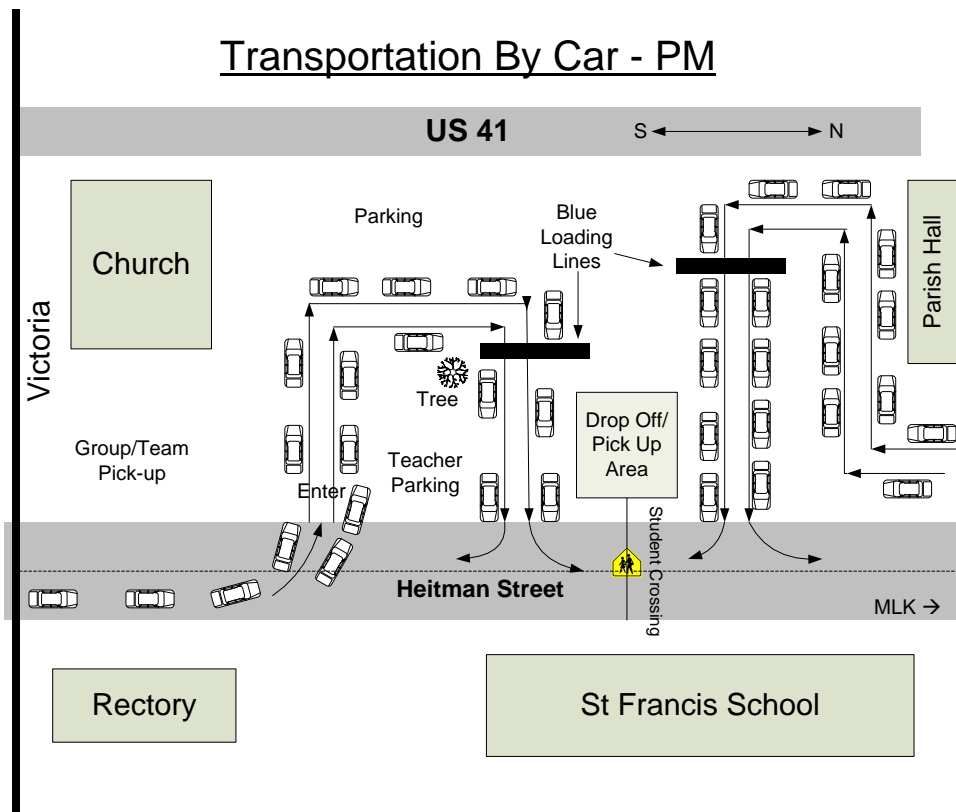 Transportation By Car - PM
US 41
S
N
Church
Parking
Blue
Loading
Lines
Parish Hall
Victoria
Tree
Group/Team
Pick-up
Enter
Teacher
Parking
Drop Off/
Pick Up
Area
Student Crossing
Heitman Street
MLK →
Rectory
St Francis School